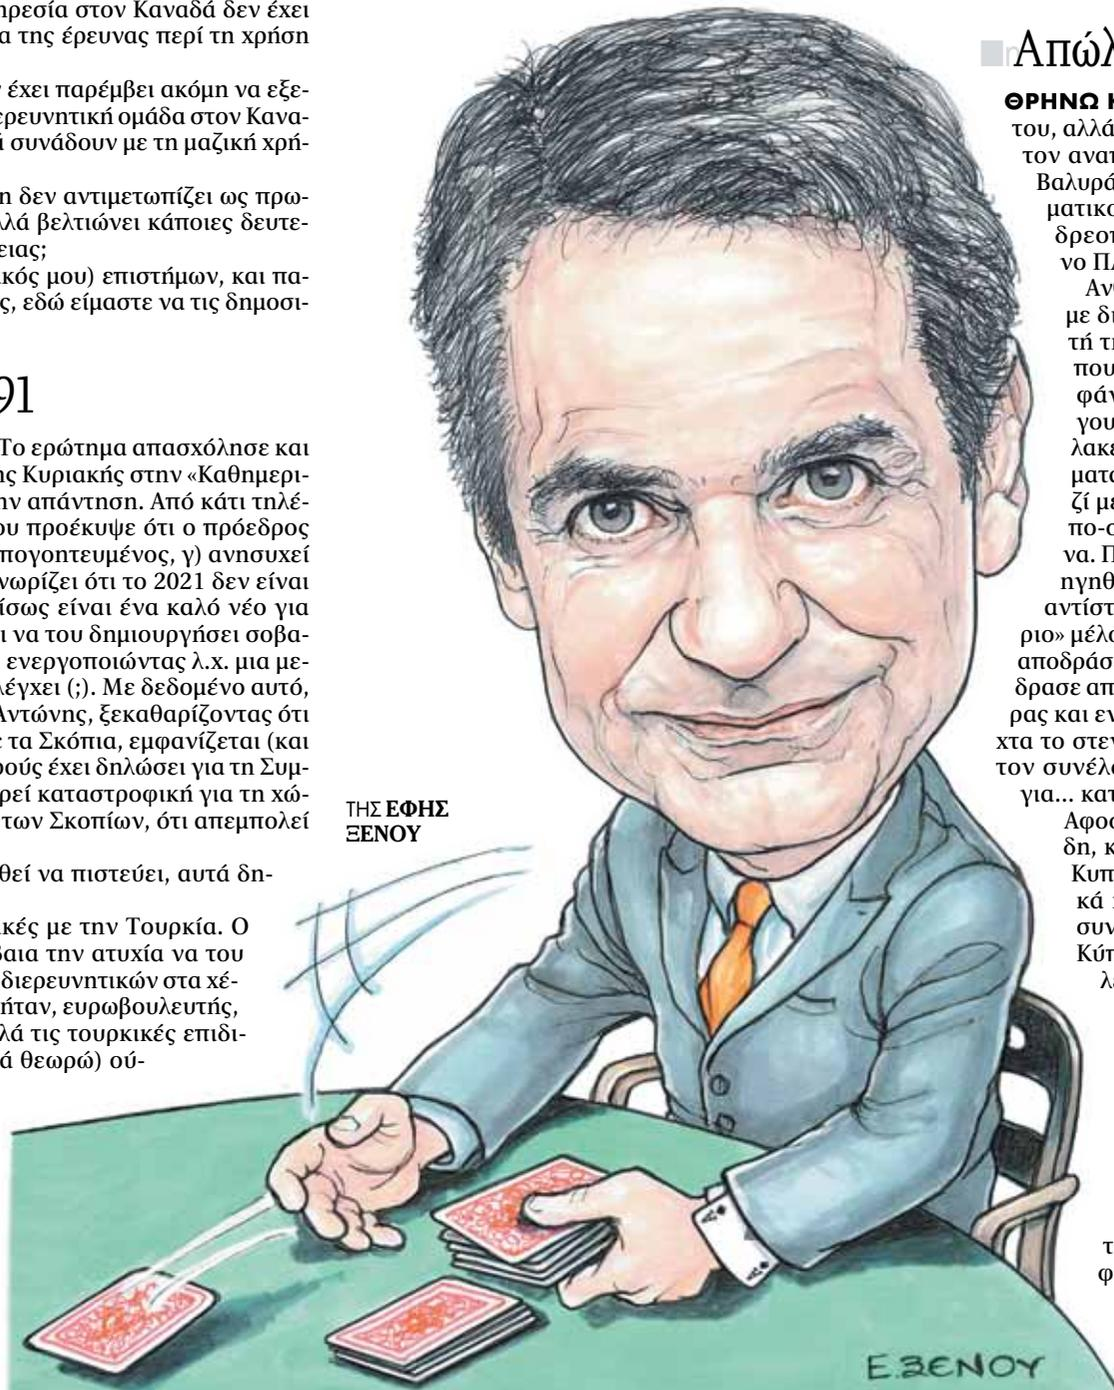 ηρεσία στον Καναδά δεν έχει
α της έρευνας περί τη χρήση
έχει παρέμβει ακόμη να εξε-
ερευνητική ομάδα στον Κανα-
ά συνάδουν με τη μαζική χρή-
η δεν αντιμετωπίζει ως πρω-
λλά βελτιώνει κάποιες δευτε-
ειας;
ικός μου) επιστήμων, και πα-
ς, εδώ είμαστε να τις δημοσι-
91
Το ερώτημα απασχόλησε και
ης Κυριακής στην «Καθημερι-
ην απάντηση. Από κάτι τηλέ-
ου προέκυψε ότι ο πρόεδρος
πογοητευμένος, γ) ανησυχεί
νωρίζει ότι το 2021 δεν είναι
ίσως είναι ένα καλό νέο για
ι να του δημιουργήσει σοβα-
ενεργοποιώντας λ.χ. μια με-
λέγχει (;). Με δεδομένο αυτό,
Αντώνης, ξεκαθαρίζοντας ότι
ε τα Σκόπια, εμφανίζεται (και
ρούς έχει δηλώσει για τη Συμ-
ρεί καταστροφική για τη χώ-
των Σκοπίων, ότι απεμπολεί
θεί να πιστεύει, αυτά δη-
ικές με την Τουρκία. Ο
βαια την ατυχία να του
διερευνητικών στα χέ-
ήταν, ευρωβουλευτής,
λά τις τουρκικές επιδι-
ά θεωρώ) ού-
ΤΗΣ ΕΦΗΣ
ΞΕΝΟΥ
Απώλ
ΘΡΗΝΩ Κ
του, αλλά
τον αναπ
Βαλυρά
ματικο
δρεοπ
νο Πλ
Ανθ
με δι
τή τη
που
φάν
γου
λακε
ματα
ζί με
πο-σ
να. Π
ηγηθ
αντίστ
ριο» μέλο
αποδράσ
δρασε απ
ρας και εν
χτα το στεν
τον συνέλα
για... κατ
Αφοσ
δη, κ
Κυπ
κά
συν
Κύπ
λε
τ
φ
Ε.ΞΕΝΟΥ